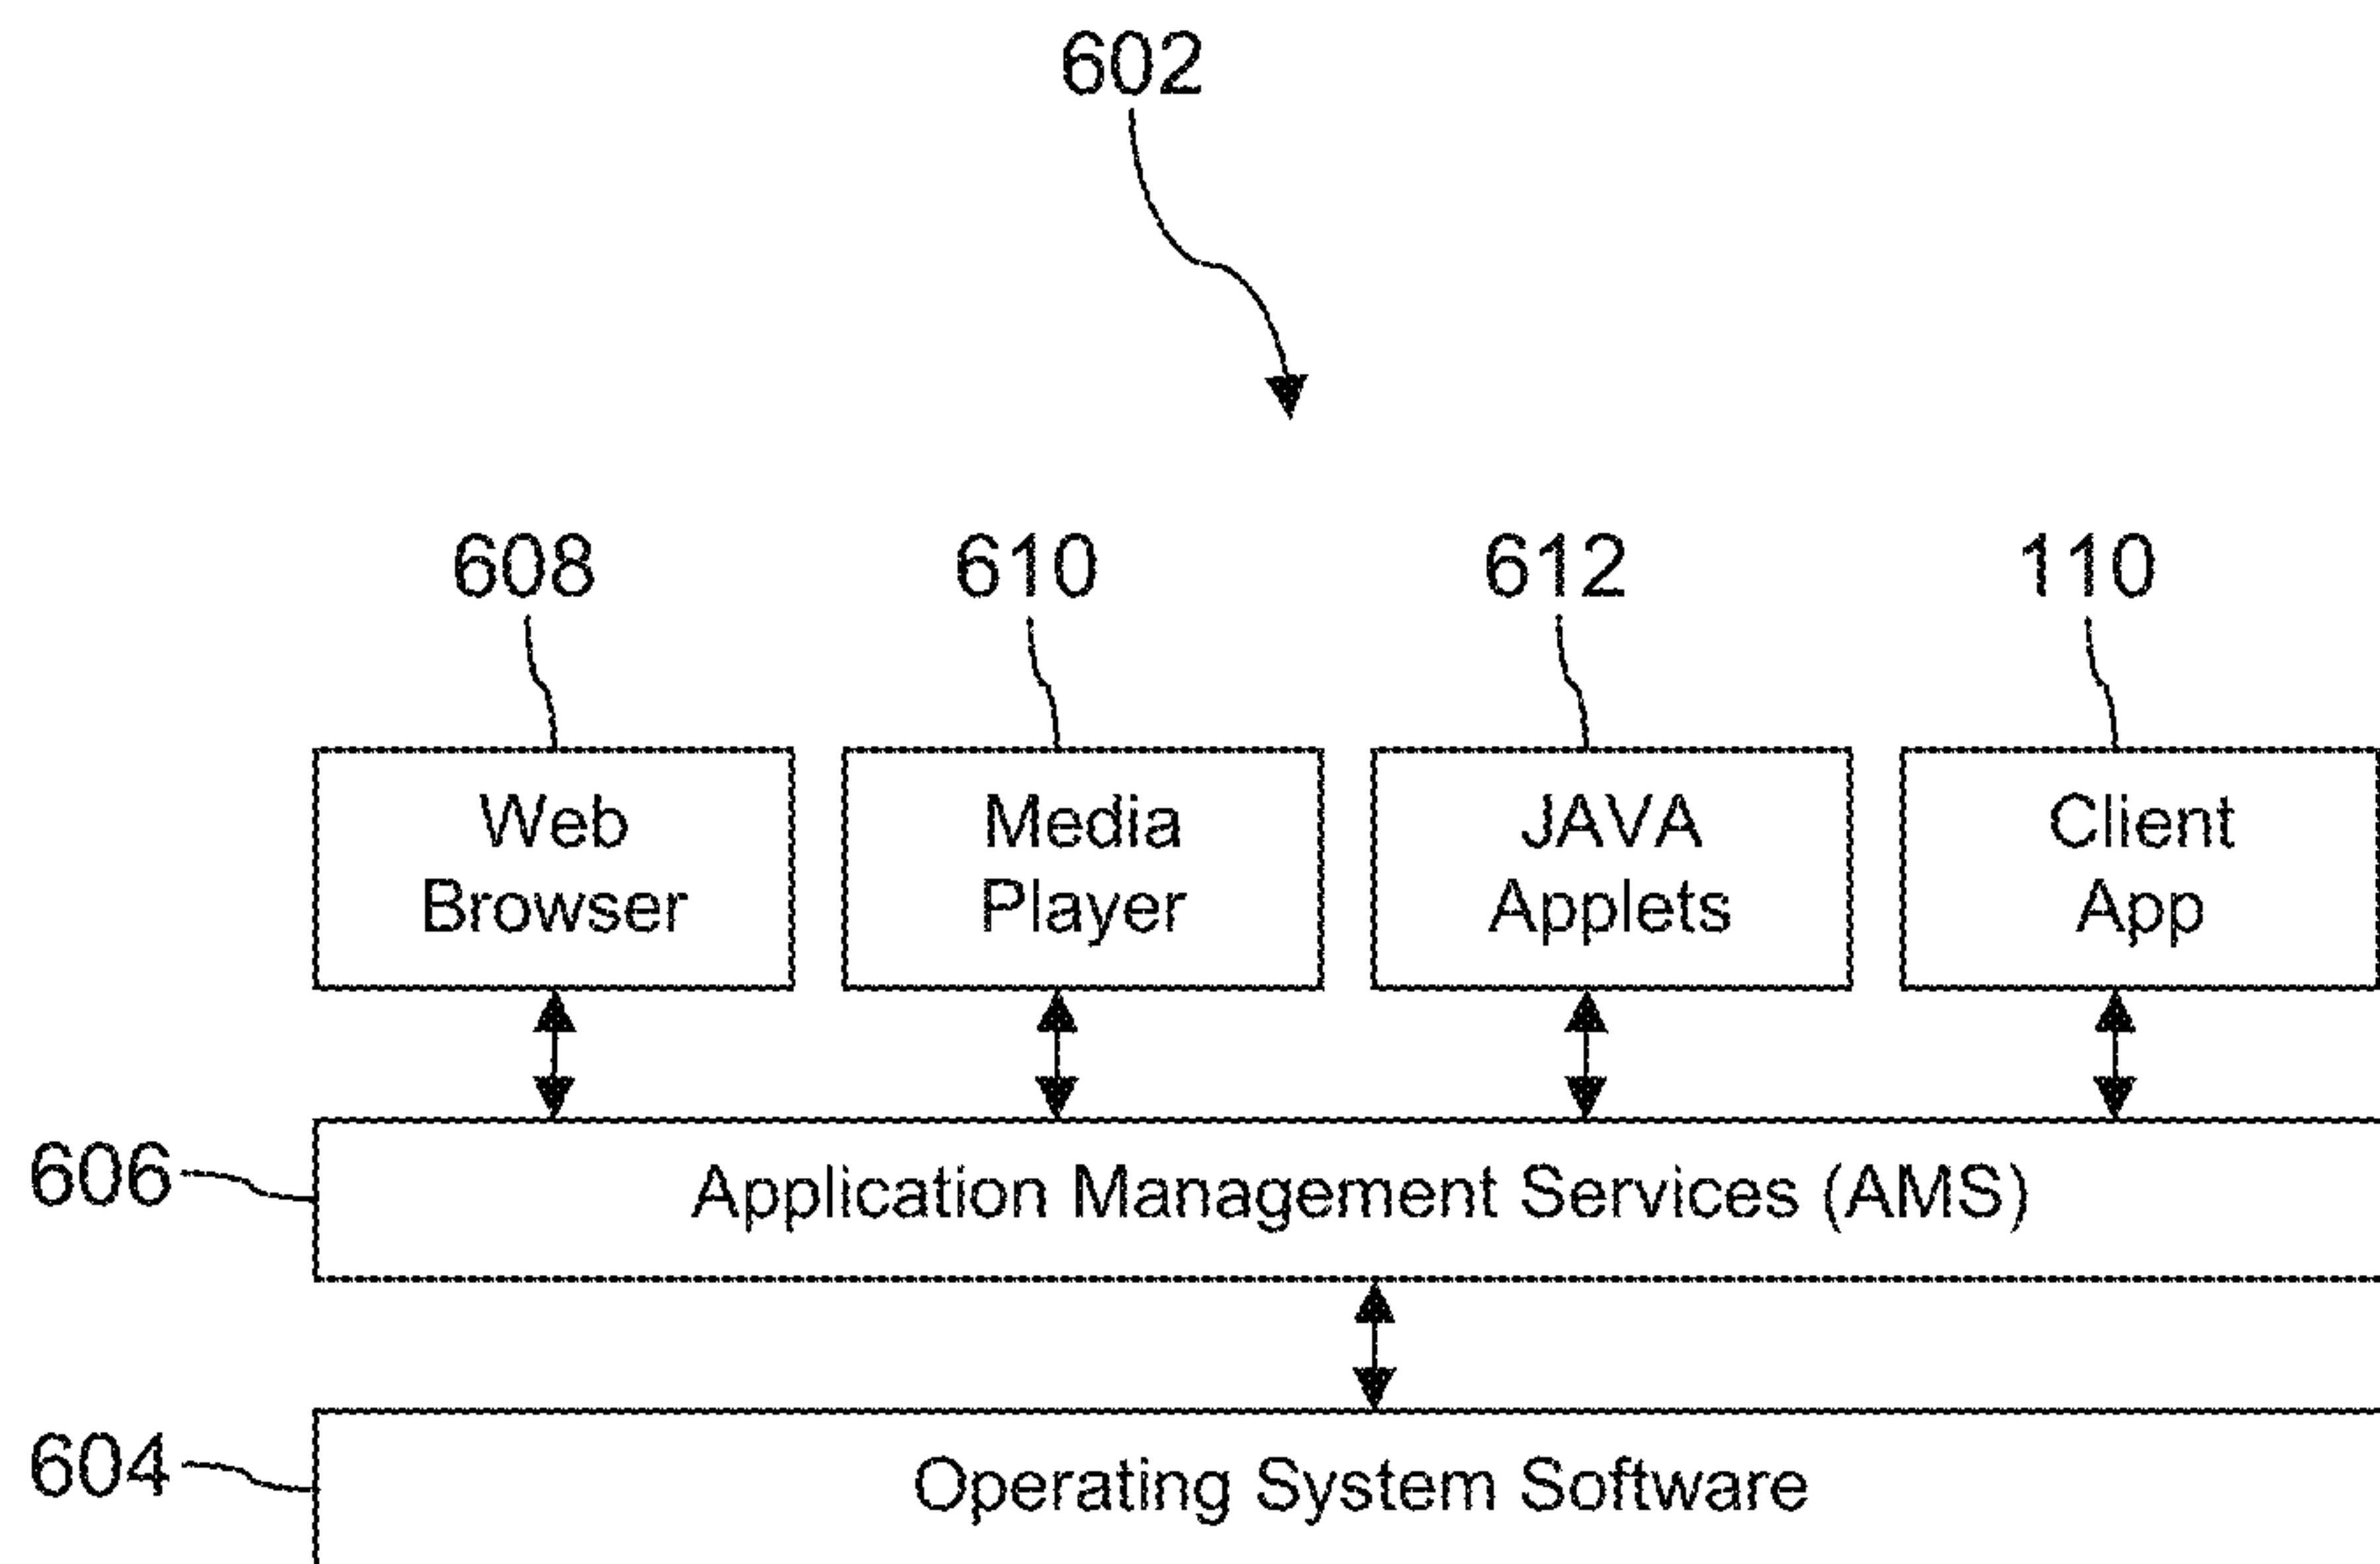 602
608
610
612
110
Web
Browser
Media
Player
JAVA
Applets
Client
App
606
Application Management Services (AMS)
604
Operating System Software